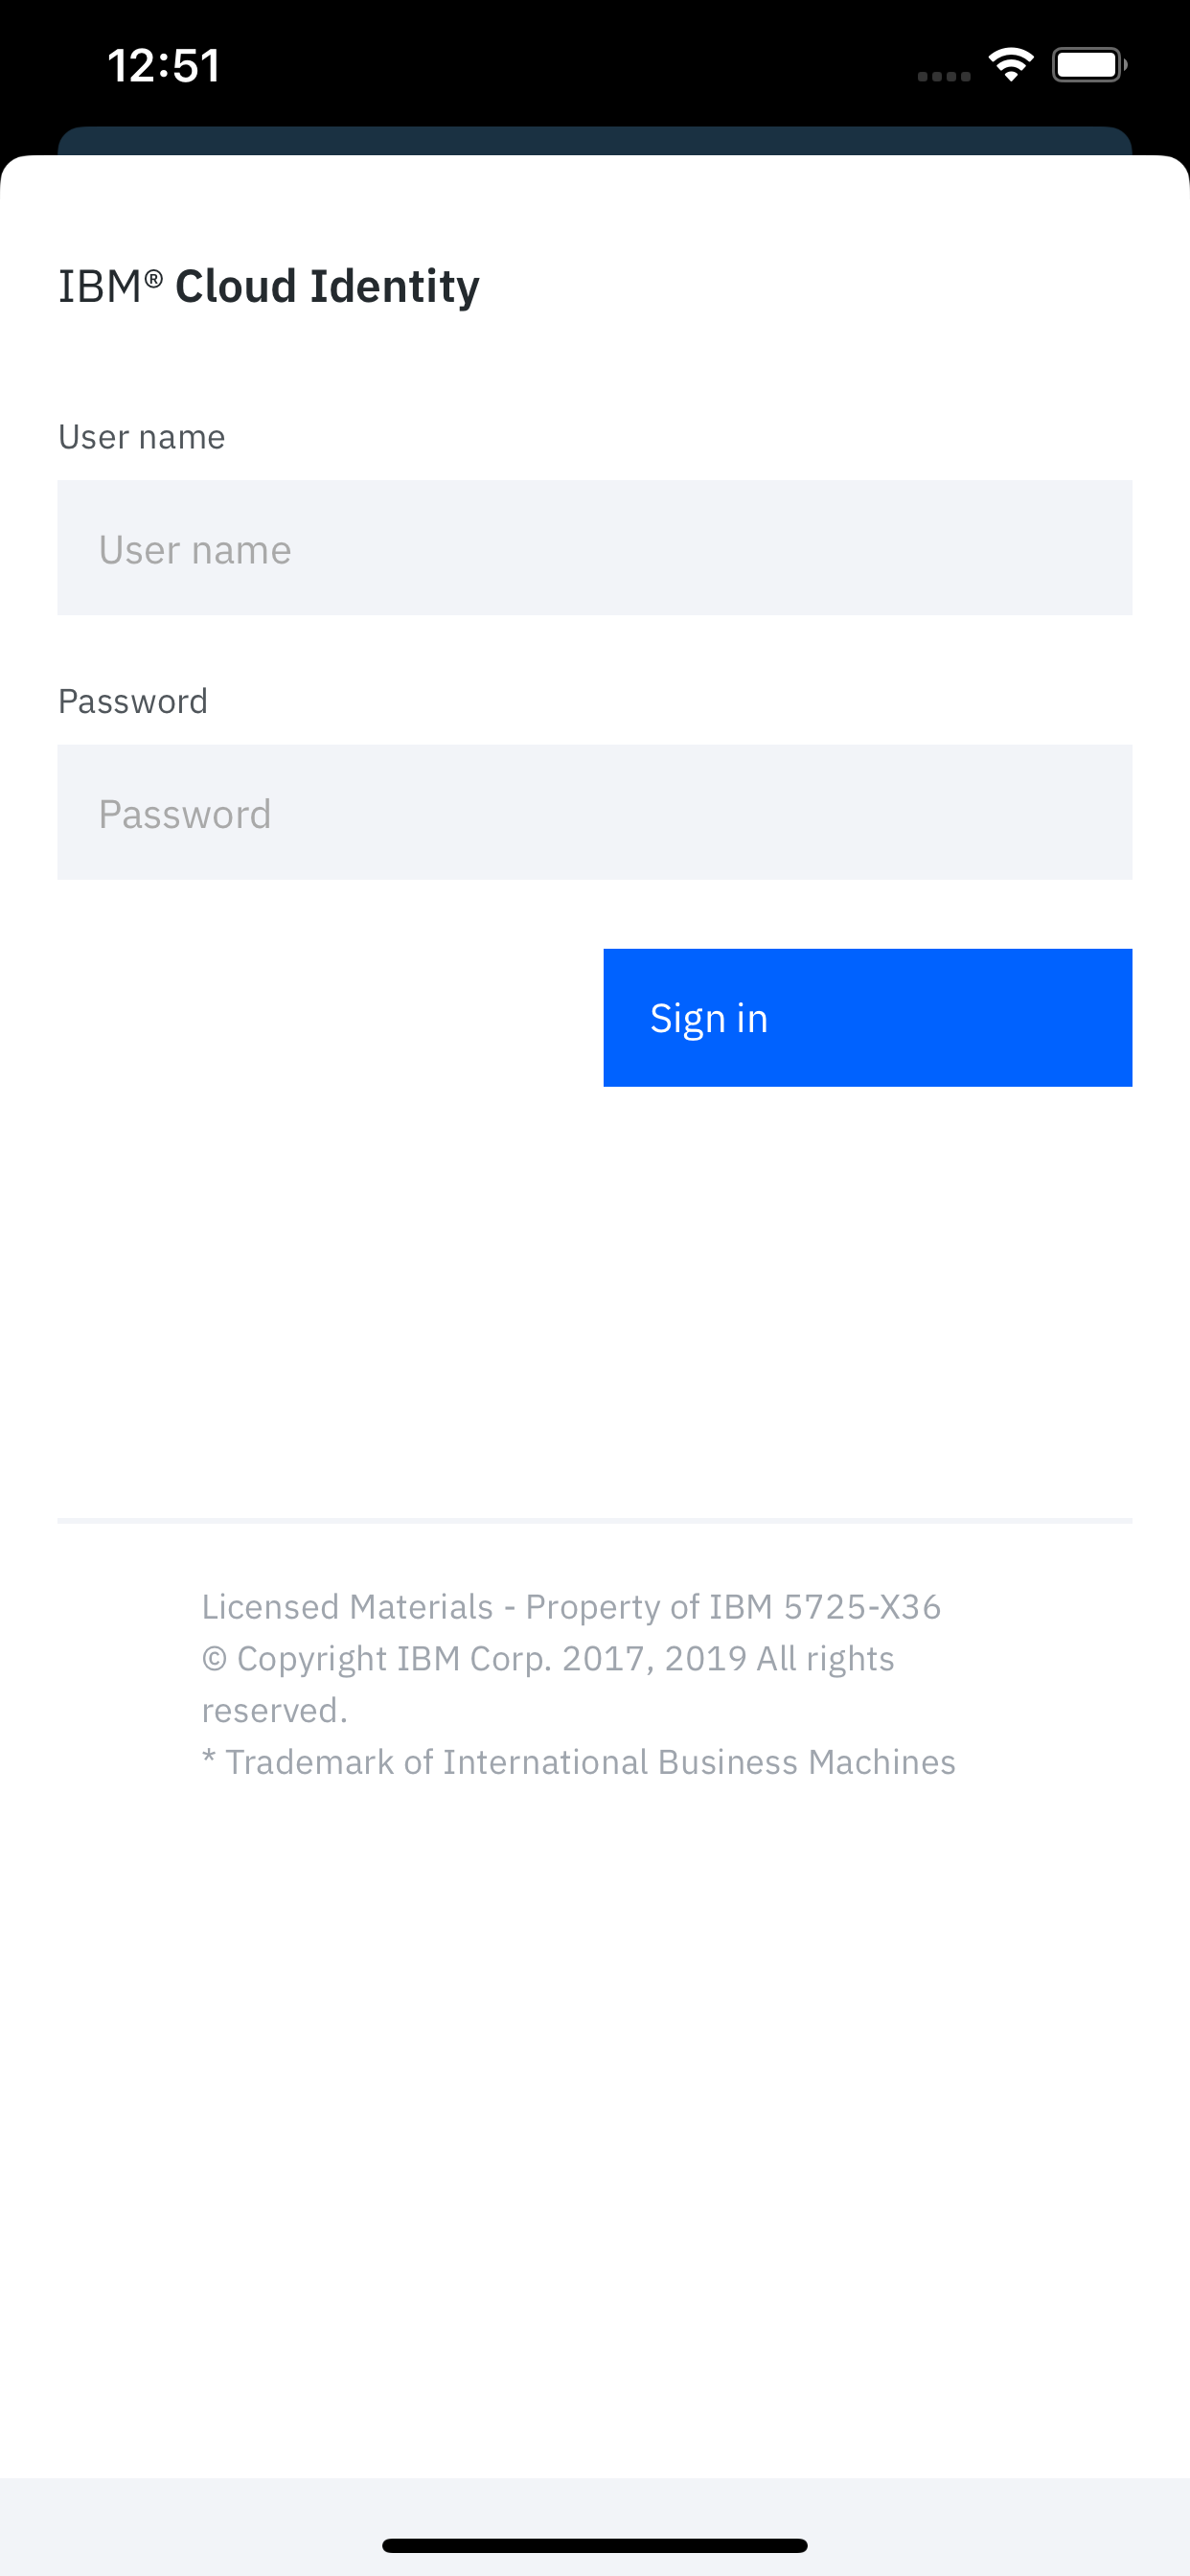 12:51
IBM® Cloud Identity
User name
User name
Password
Password
Sign in
Licensed Materials - Property of IBM 5725-X36
© Copyright IBM Corp. 2017, 2019 All rights
reserved.
* Trademark of International Business Machines